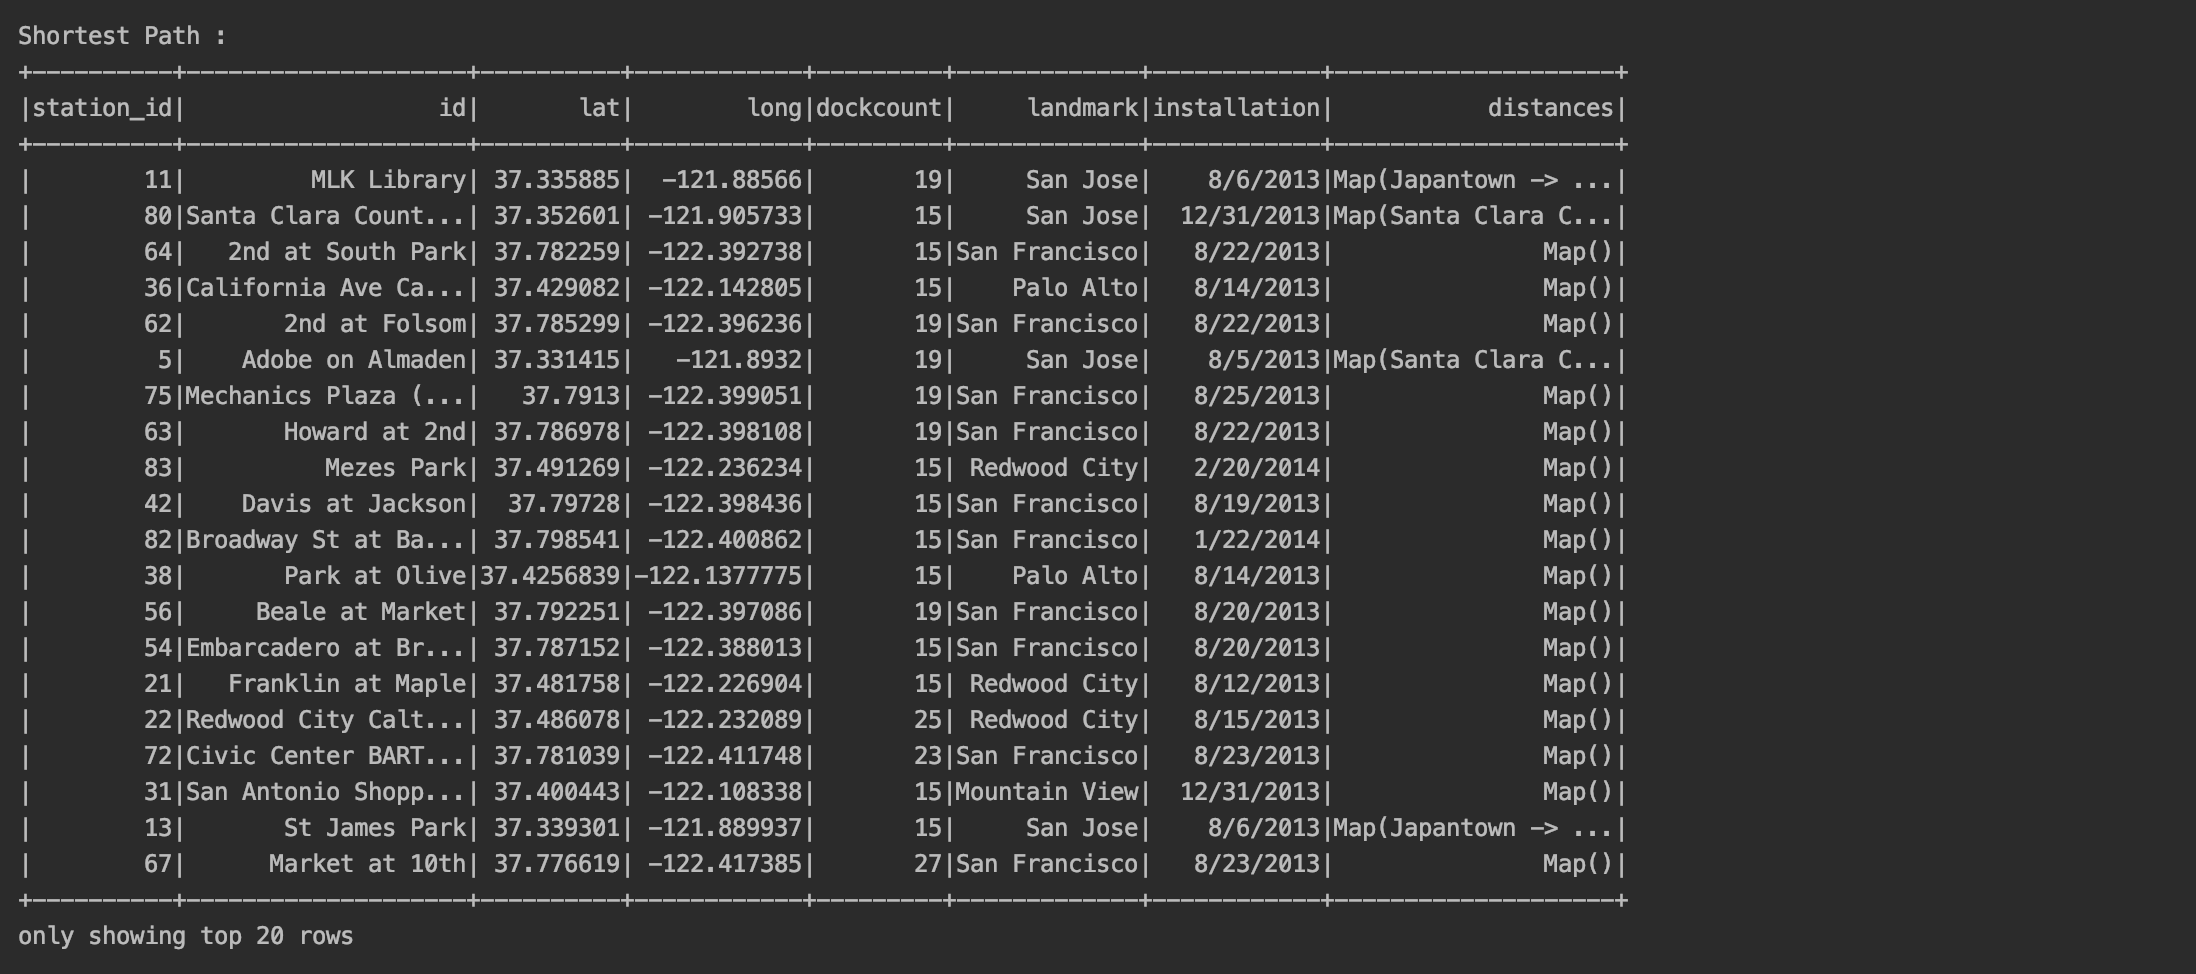 Shortest Path :
+----------+--------------------+----------+------------+---------+-------------+------------+--------------------+
|station_id|                  id|       lat|        long|dockcount|     landmark|installation|           distances|
+----------+--------------------+----------+------------+---------+-------------+------------+--------------------+
|        11|         MLK Library| 37.335885|  -121.88566|       19|     San Jose|    8/6/2013|Map(Japantown -> ...|
|        80|Santa Clara Count...| 37.352601| -121.905733|       15|     San Jose|  12/31/2013|Map(Santa Clara C...|
|        64|   2nd at South Park| 37.782259| -122.392738|       15|San Francisco|   8/22/2013|               Map()|
|        36|California Ave Ca...| 37.429082| -122.142805|       15|    Palo Alto|   8/14/2013|               Map()|
|        62|       2nd at Folsom| 37.785299| -122.396236|       19|San Francisco|   8/22/2013|               Map()|
|         5|    Adobe on Almaden| 37.331415|   -121.8932|       19|     San Jose|    8/5/2013|Map(Santa Clara C...|
|        75|Mechanics Plaza (...|   37.7913| -122.399051|       19|San Francisco|   8/25/2013|               Map()|
|        63|       Howard at 2nd| 37.786978| -122.398108|       19|San Francisco|   8/22/2013|               Map()|
|        83|          Mezes Park| 37.491269| -122.236234|       15| Redwood City|   2/20/2014|               Map()|
|        42|    Davis at Jackson|  37.79728| -122.398436|       15|San Francisco|   8/19/2013|               Map()|
|        82|Broadway St at Ba...| 37.798541| -122.400862|       15|San Francisco|   1/22/2014|               Map()|
|        38|       Park at Olive|37.4256839|-122.1377775|       15|    Palo Alto|   8/14/2013|               Map()|
|        56|     Beale at Market| 37.792251| -122.397086|       19|San Francisco|   8/20/2013|               Map()|
|        54|Embarcadero at Br...| 37.787152| -122.388013|       15|San Francisco|   8/20/2013|               Map()|
|        21|   Franklin at Maple| 37.481758| -122.226904|       15| Redwood City|   8/12/2013|               Map()|
|        22|Redwood City Calt...| 37.486078| -122.232089|       25| Redwood City|   8/15/2013|               Map()|
|        72|Civic Center BART...| 37.781039| -122.411748|       23|San Francisco|   8/23/2013|               Map()|
|        31|San Antonio Shopp...| 37.400443| -122.108338|       15|Mountain View|  12/31/2013|               Map()|
|        13|       St James Park| 37.339301| -121.889937|       15|     San Jose|    8/6/2013|Map(Japantown -> ...|
|        67|      Market at 10th| 37.776619| -122.417385|       27|San Francisco|   8/23/2013|               Map()|
+----------+--------------------+----------+------------+---------+-------------+------------+--------------------+
only showing top 20 rows